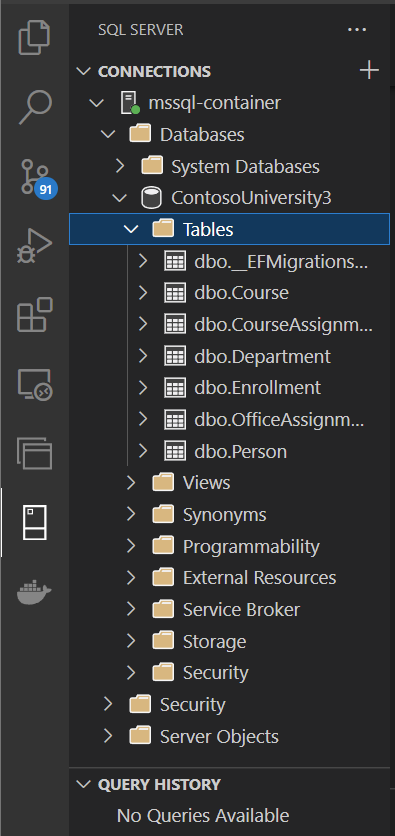 SQL SERVER
CONNECTIONS
mssql-container
Databases
System Databases
ContosoUniversity3
Tables
dbo.__EFMigrations...
dbo.Course
dbo.CourseAssignm...
dbo.Department
dbo.Enrollment
dbo.OfficeAssignm...
dbo.Person
Views
Synonyms
Programmability
External Resources
Service Broker
Storage
Security
Security
Server Objects
QUERY HISTORY
No Queries Available
91